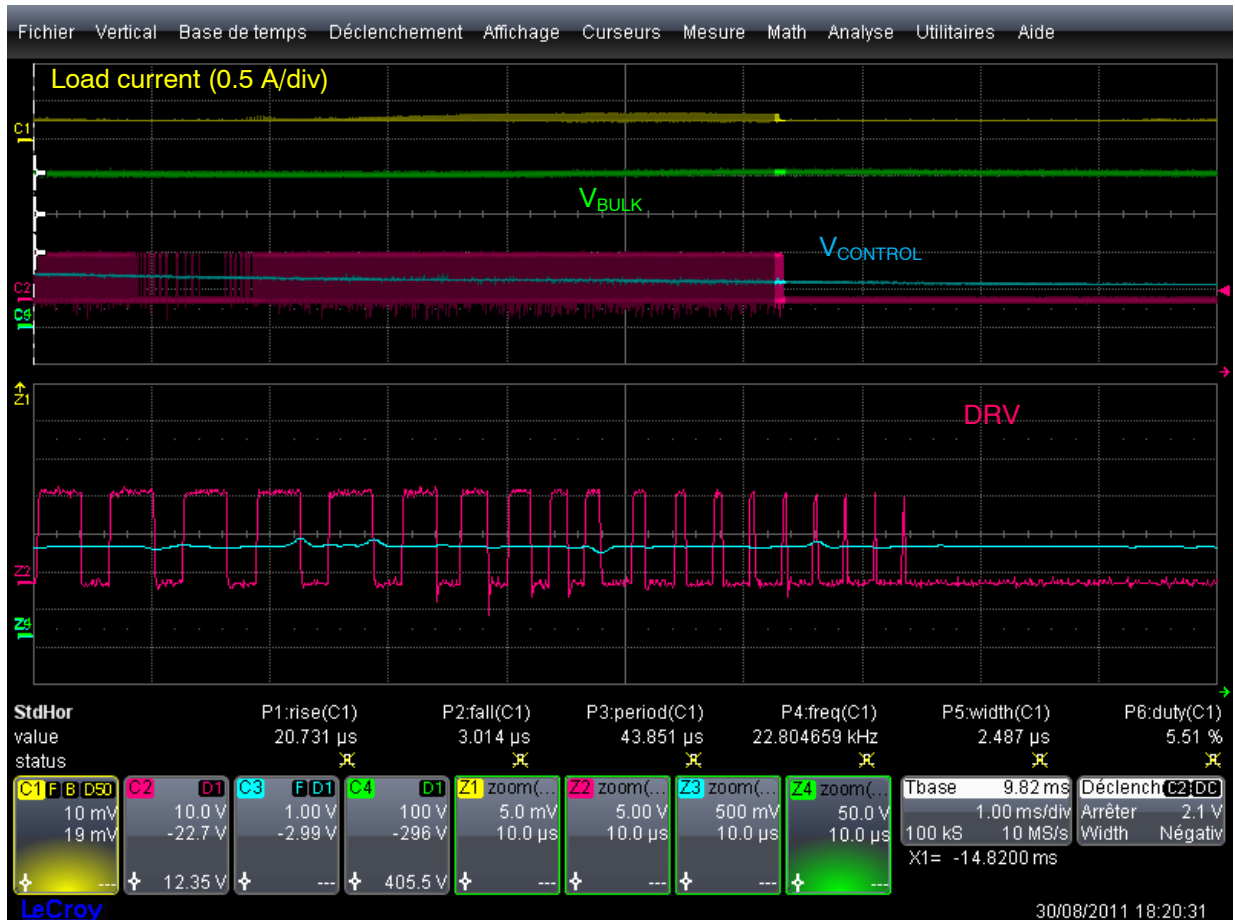 Fichier Vertical Base de temps Déclenchement Affichage Curseurs Mesure Math Analyse Utilitaires Aide
Load current (0.5 A/div)
C1
VBULK
VCONTROL
C2
Z1
DRV
Z2
StdHor P1:rise(C1) P2:fall(C1) P3:period(C1) P4:freq(C1) P5:width(C1) P6:duty(C1)
value 20.731 µs 3.014 µs 43.851 µs 22.804659 kHz 2.487 µs 5.51 %
status
C1 F B D50 C2 D1 C3 F D1 C4 D1 Z1 zoom(... Z2 zoom(... Z3 zoom(... Z4 zoom(... Tbase 9.82 ms Déclench C2 DC
10 mV 10.0 V 1.00 V 100 V 5.0 mV 5.00 V 500 mV 50.0 V 1.00 ms/div Arrêter 2.1 V
19 mV -22.7 V -2.99 V -296 V 10.0 µs 10.0 µs 10.0 µs 10.0 µs 100 kS 10 MS/s Width Négativ
X1= -14.8200 ms
--- 12.35 V --- 405.5 V --- --- --- ---
LeCroy 30/08/2011 18:20:31